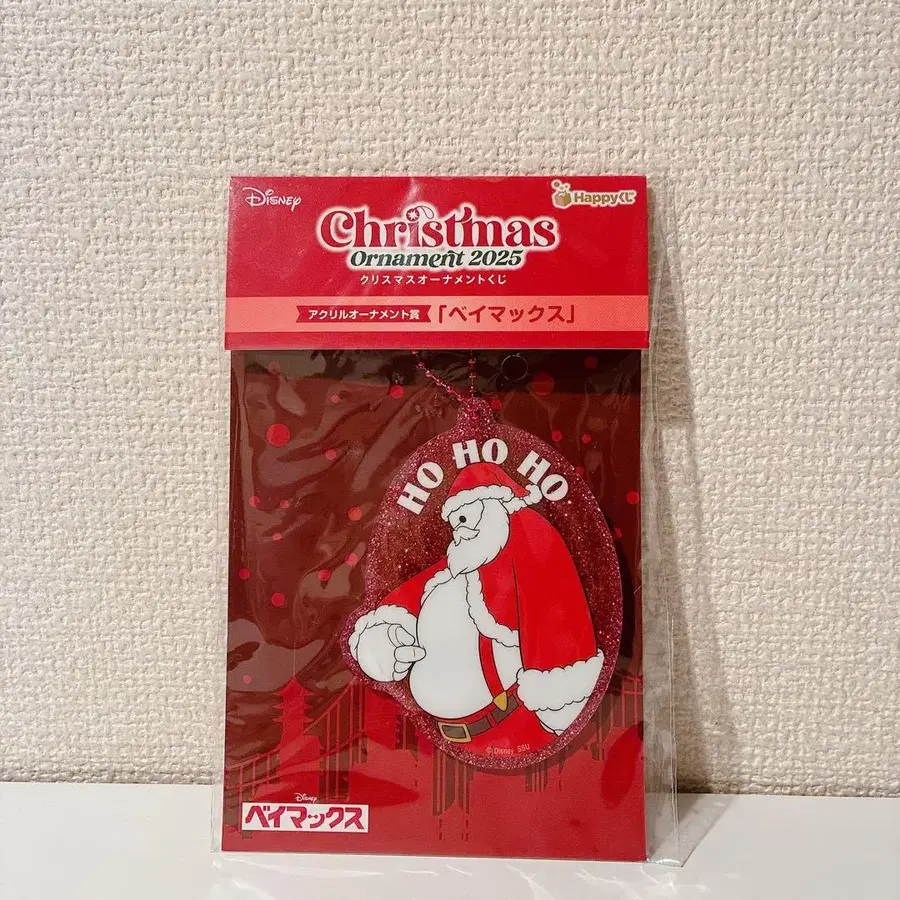 Disney
Happyくじ
Christmas
Ornament 2025
クリスマスオーナメントくじ
アクリルオーナメント賞「ベイマックス」
HO HO HO
© Disney SSU
Disney
ベイマックス